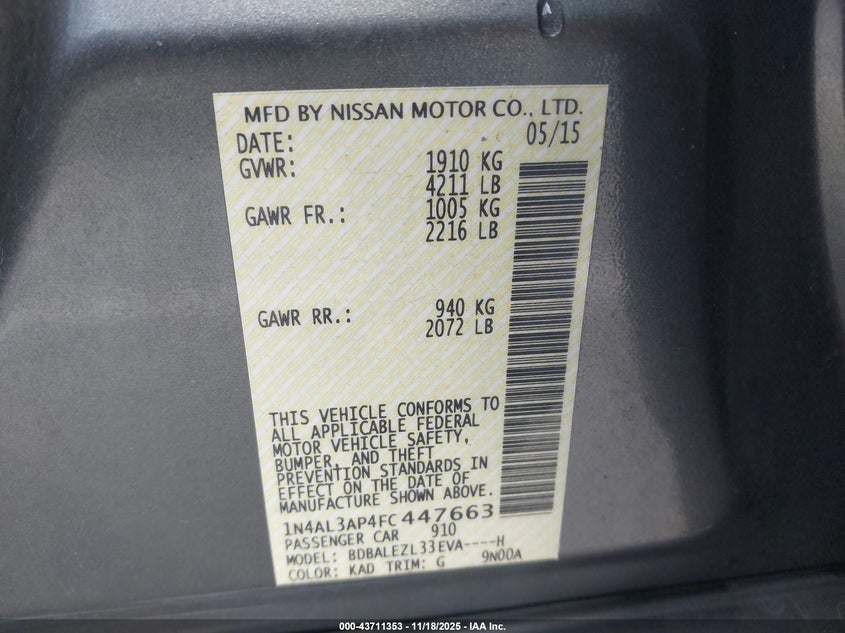 MFD BY NISSAN MOTOR CO., LTD.
DATE: 05/15
GVWR: 1910 KG
4211 LB
GAWR FR.: 1005 KG
2216 LB
GAWR RR.: 940 KG
2072 LB
THIS VEHICLE CONFORMS TO
ALL APPLICABLE FEDERAL
MOTOR VEHICLE SAFETY,
BUMPER, AND THEFT
PREVENTION STANDARDS IN
EFFECT ON THE DATE OF
MANUFACTURE SHOWN ABOVE.
1N4AL3AP4FC447663
PASSENGER CAR 910
MODEL: BDBALEZL33EVA----H
COLOR: KAD TRIM: G 9N00A
000-43711353 - 11/18/2025 - IAA Inc.